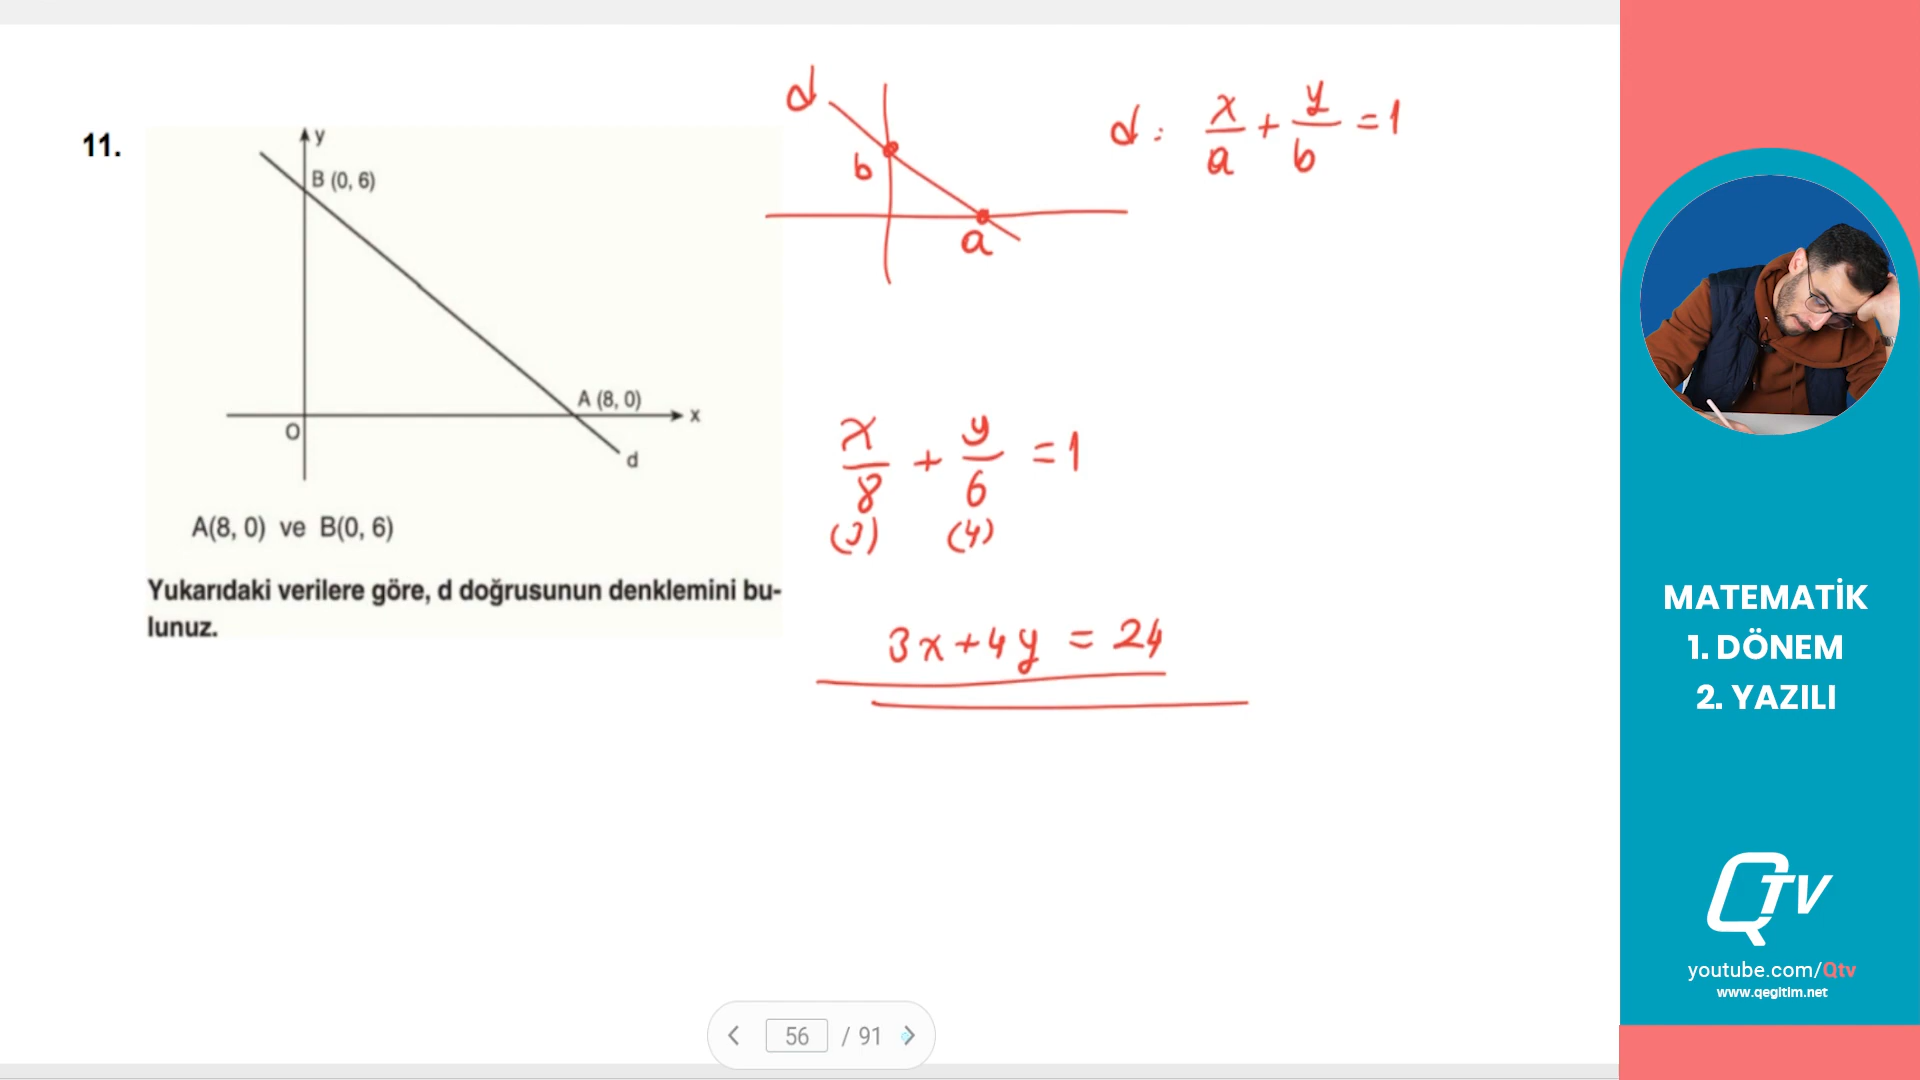 11.
y
B (0, 6)
A (8, 0)
x
O
d
A(8, 0) ve B(0, 6)
Yukarıdaki verilere göre, d doğrusunun denklemini bu-
lunuz.
d
b
a
d: x/a + y/b = 1
x/8 + y/6 = 1
(3) (4)
3x+4y = 24
56 / 91
MATEMATİK
1. DÖNEM
2. YAZILI
QTV
youtube.com/Qtv
www.qegitim.net